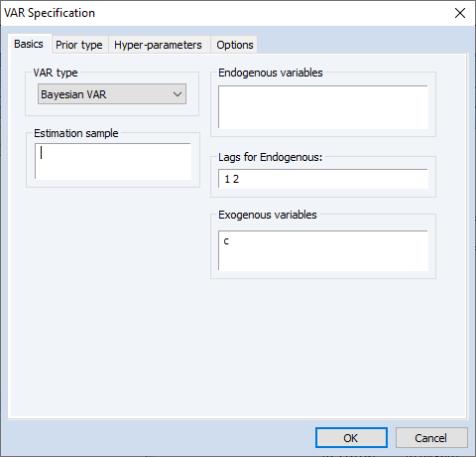 VAR Specification
Basics Prior type Hyper-parameters Options
VAR type
Bayesian VAR
Estimation sample
Endogenous variables
Lags for Endogenous:
1 2
Exogenous variables
c
OK Cancel